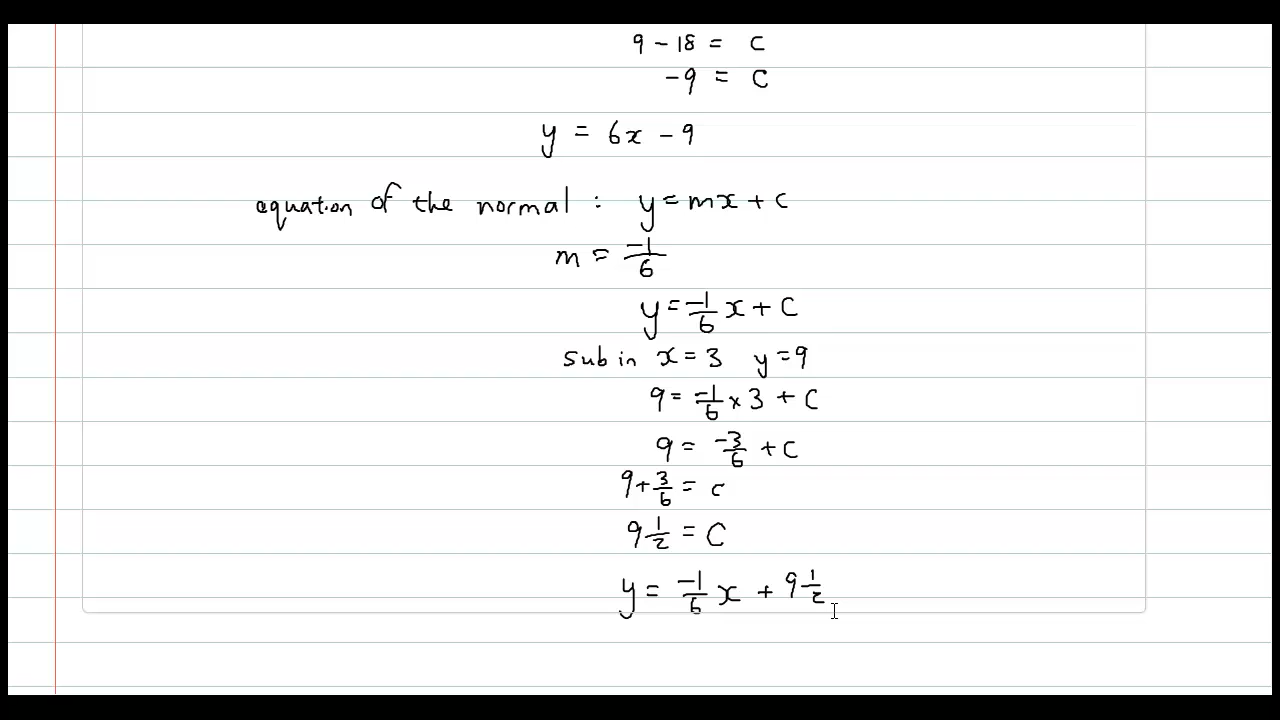 9 - 18 = C
-9 = C
y = 6x - 9
equation of the normal : y = mx + C
m = -1/6
y = -1/6 x + C
sub in x = 3 y = 9
9 = -1/6 × 3 + C
9 = -3/6 + C
9 + 3/6 = c
9 1/2 = C
y = -1/6 x + 9 1/2